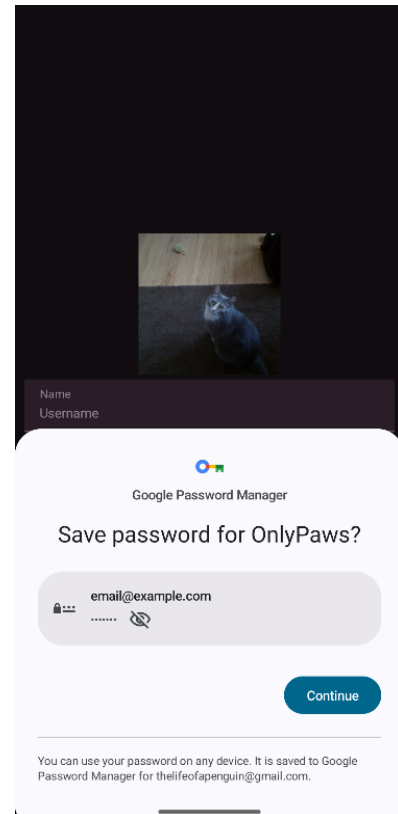 Name
Username
Google Password Manager
Save password for OnlyPaws?
email@example.com
.......
Continue
You can use your password on any device. It is saved to Google
Password Manager for thelifeofapenguin@gmail.com.